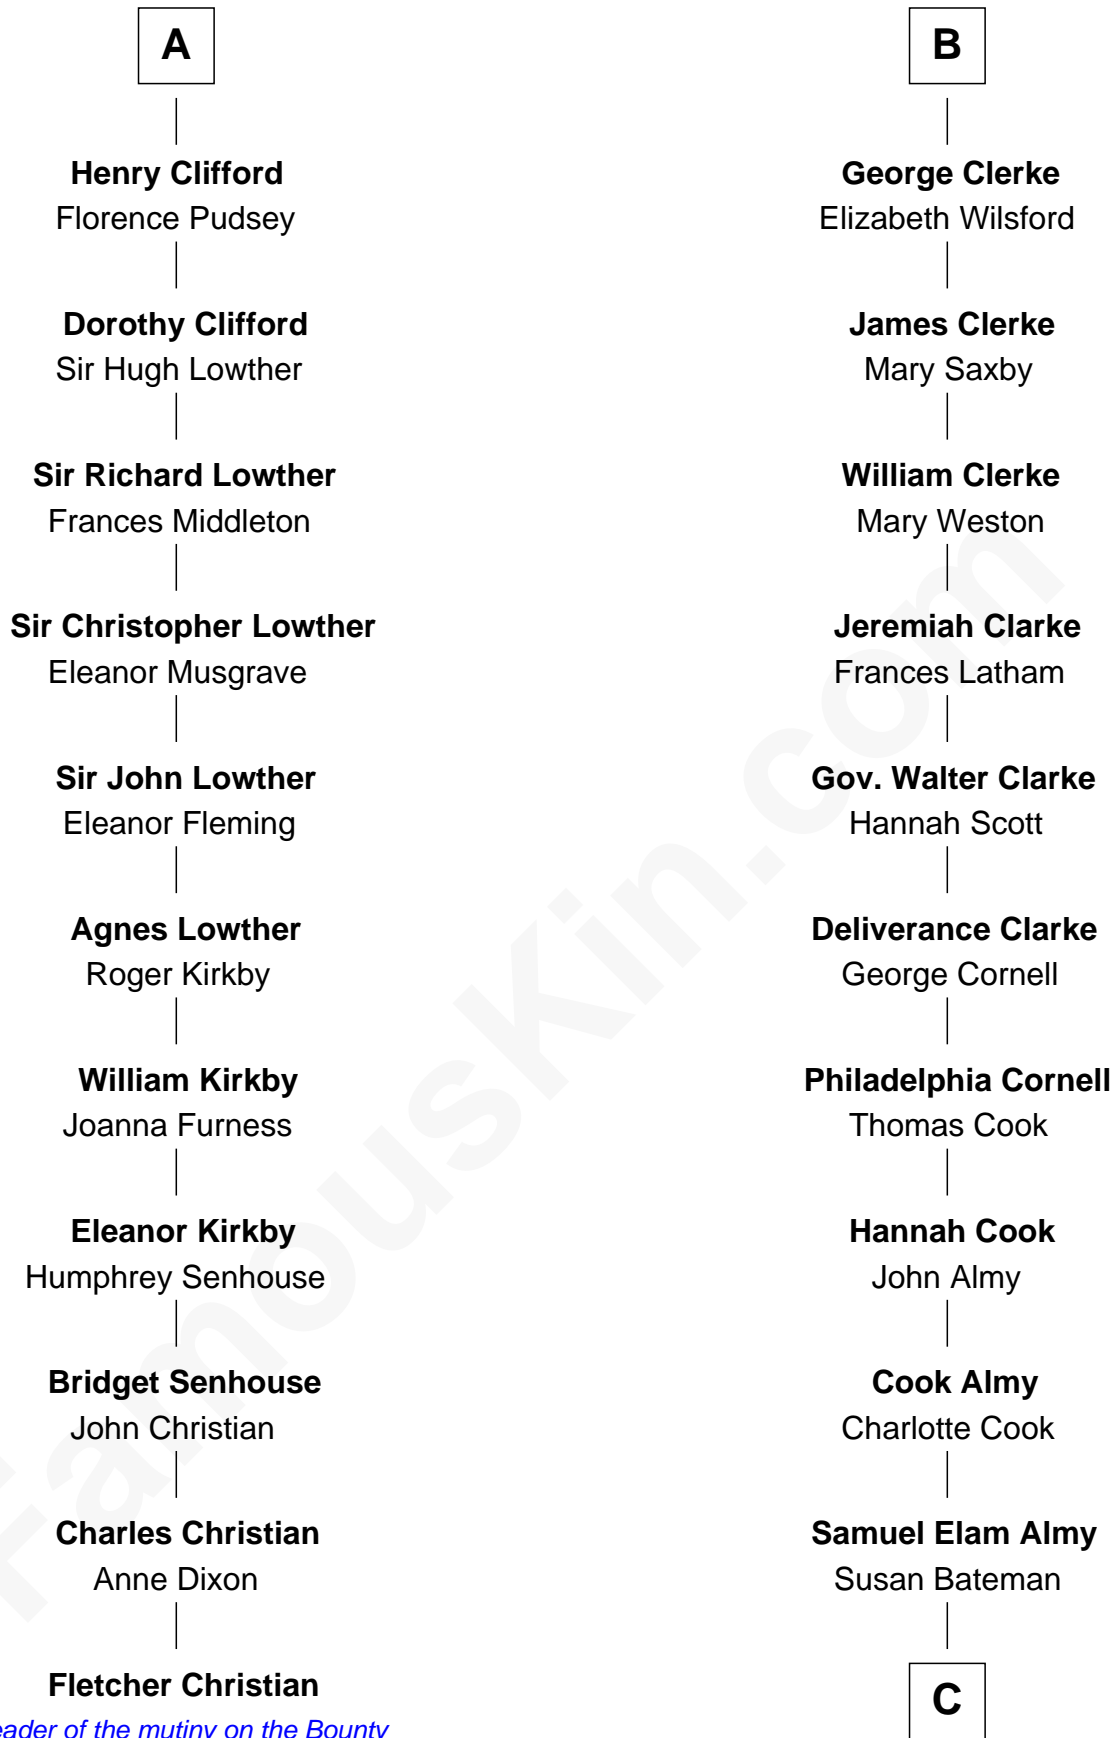 A
Henry Clifford
Florence Pudsey
Dorothy Clifford
Sir Hugh Lowther
Sir Richard Lowther
Frances Middleton
Sir Christopher Lowther
Eleanor Musgrave
Sir John Lowther
Eleanor Fleming
Agnes Lowther
Roger Kirkby
William Kirkby
Joanna Furness
Eleanor Kirkby
Humphrey Senhouse
Bridget Senhouse
John Christian
Charles Christian
Anne Dixon
Fletcher Christian
eader of the mutiny on the Bounty
B
George Clerke
Elizabeth Wilsford
James Clerke
Mary Saxby
William Clerke
Mary Weston
Jeremiah Clarke
Frances Latham
Gov. Walter Clarke
Hannah Scott
Deliverance Clarke
George Cornell
Philadelphia Cornell
Thomas Cook
Hannah Cook
John Almy
Cook Almy
Charlotte Cook
Samuel Elam Almy
Susan Bateman
C
FamousKin.com